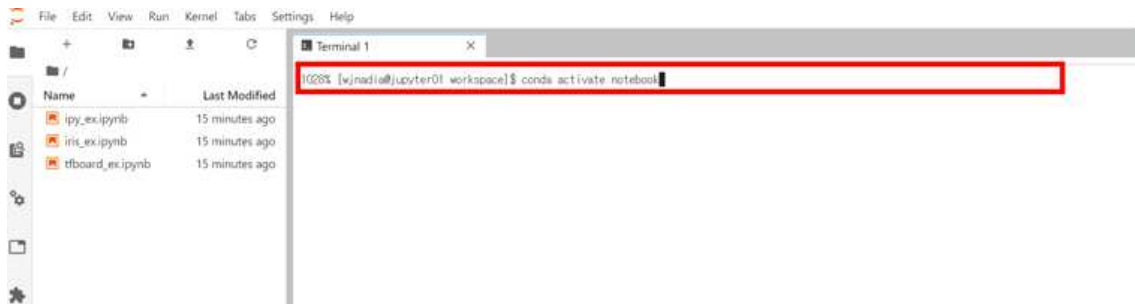 File Edit View Run Kernel Tabs Settings Help
Terminal 1
/
1028% [wjnadia@jupyter01 workspace]$ conda activate notebook
Name Last Modified
ipy_ex.ipynb 15 minutes ago
iris_ex.ipynb 15 minutes ago
tfboard_ex.ipynb 15 minutes ago